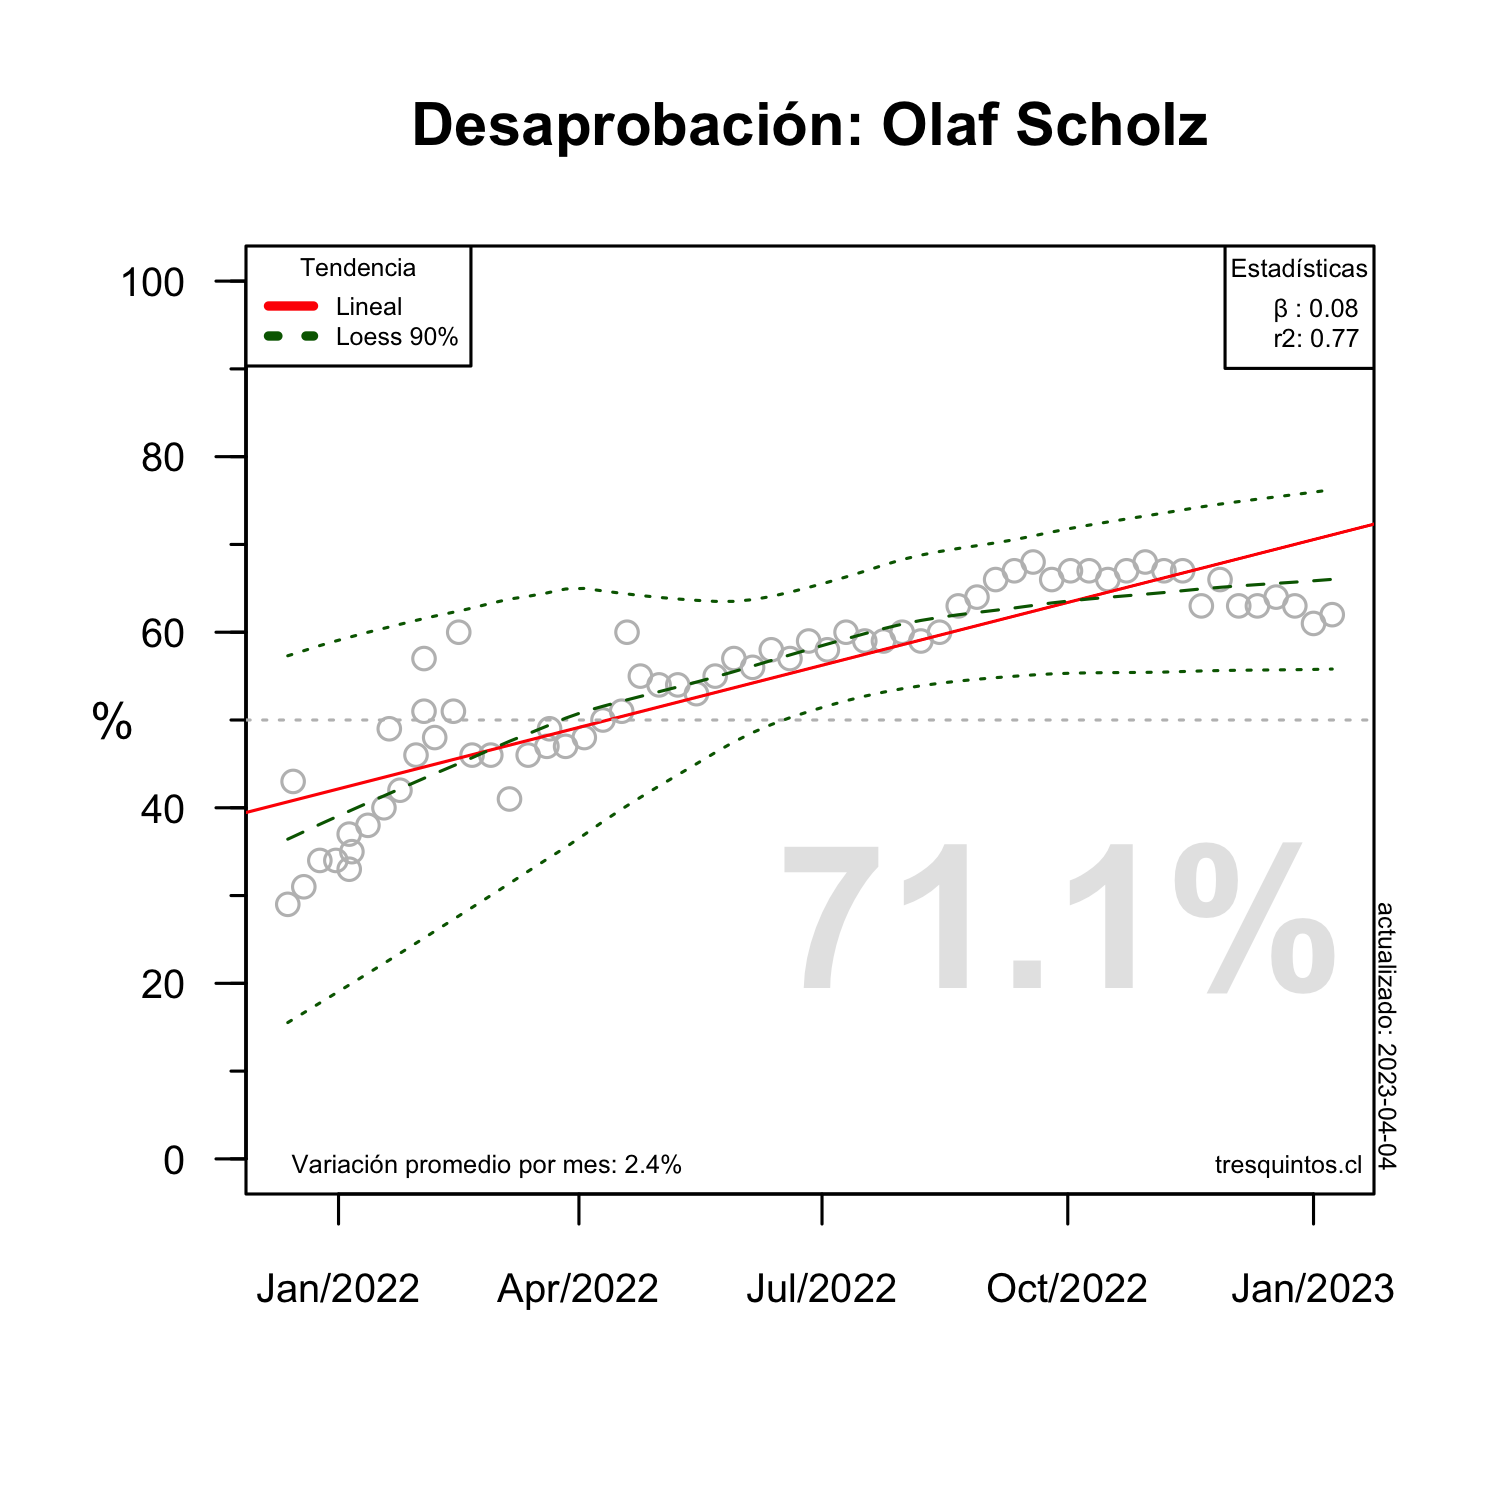 Desaprobación: Olaf Scholz
Tendencia
Lineal
Loess 90%
Estadísticas
β : 0.08
r2: 0.77
100
80
60
%
40
20
0
71.1%
actualizado: 2023-04-04
Variación promedio por mes: 2.4%
tresquintos.cl
Jan/2022
Apr/2022
Jul/2022
Oct/2022
Jan/2023